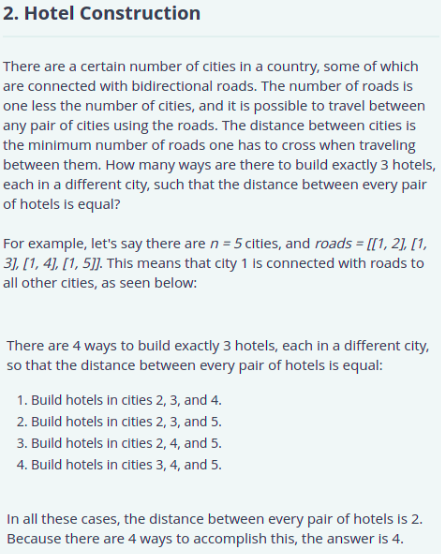 2. Hotel Construction
There are a certain number of cities in a country, some of which
are connected with bidirectional roads. The number of roads is
one less the number of cities, and it is possible to travel between
any pair of cities using the roads. The distance between cities is
the minimum number of roads one has to cross when traveling
between them. How many ways are there to build exactly 3 hotels,
each in a different city, such that the distance between every pair
of hotels is equal?
For example, let's say there are n = 5 cities, and roads = [[1, 2], [1,
3], [1, 4], [1, 5]]. This means that city 1 is connected with roads to
all other cities, as seen below:
There are 4 ways to build exactly 3 hotels, each in a different city,
so that the distance between every pair of hotels is equal:
1. Build hotels in cities 2, 3, and 4.
2. Build hotels in cities 2, 3, and 5.
3. Build hotels in cities 2, 4, and 5.
4. Build hotels in cities 3, 4, and 5.
In all these cases, the distance between every pair of hotels is 2.
Because there are 4 ways to accomplish this, the answer is 4.